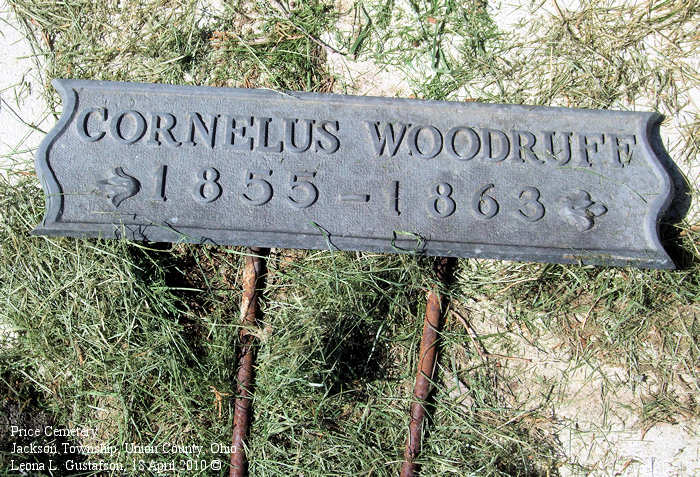 CORNELUS WOODRUFF
1855 - 1863
Price Cemetery
Jackson Township, Union County, Ohio
Leona L. Gustafson, 13 April 2010 ©